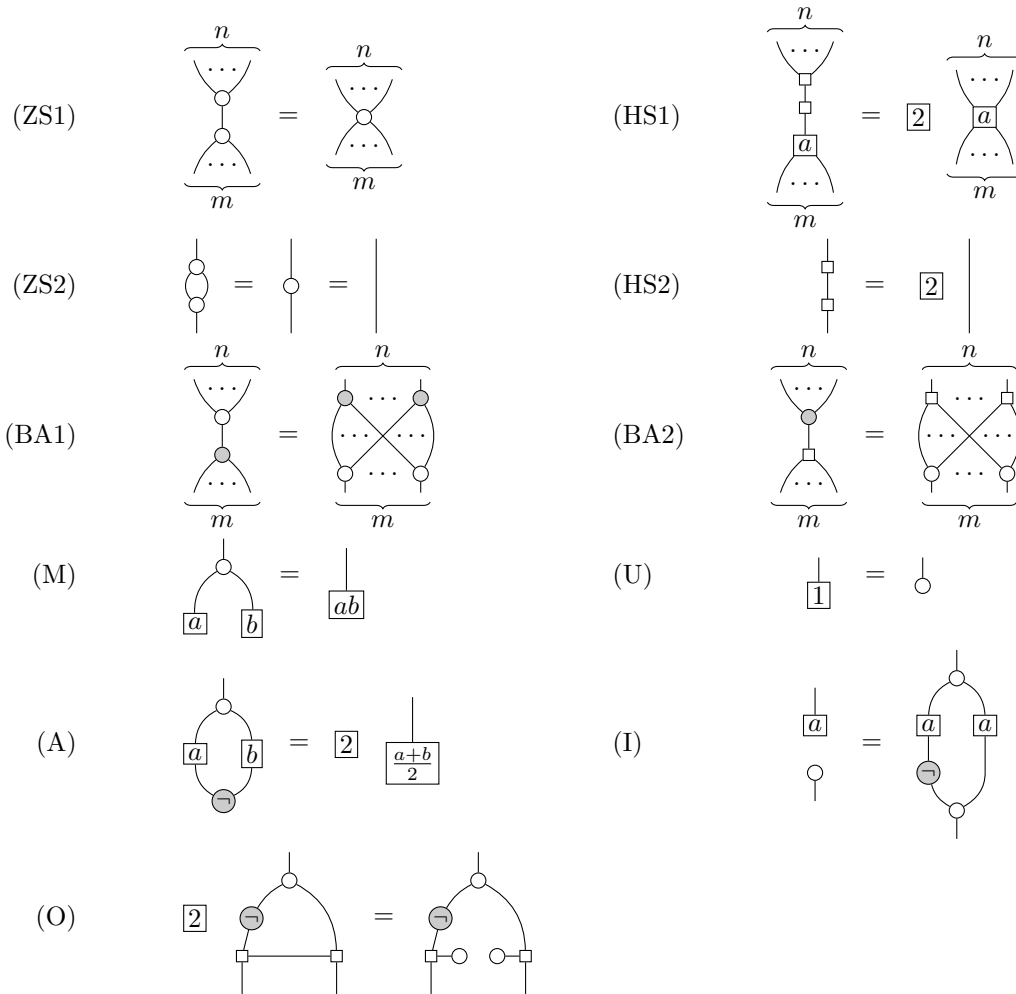 (ZS1) n ··· ··· m = n ··· ··· m
(HS1) n ··· a ··· m = 2 n ··· a ··· m
(ZS2) = =
(HS2) = 2
(BA1) n ··· ··· m = n ··· ··· ··· ··· m
(BA2) n ··· ··· m = n ··· ··· ··· ··· m
(M) a b = ab
(U) 1 =
(A) a b ¬ = 2 a+b/2
(I) a = a a ¬
(O) 2 ¬ = ¬